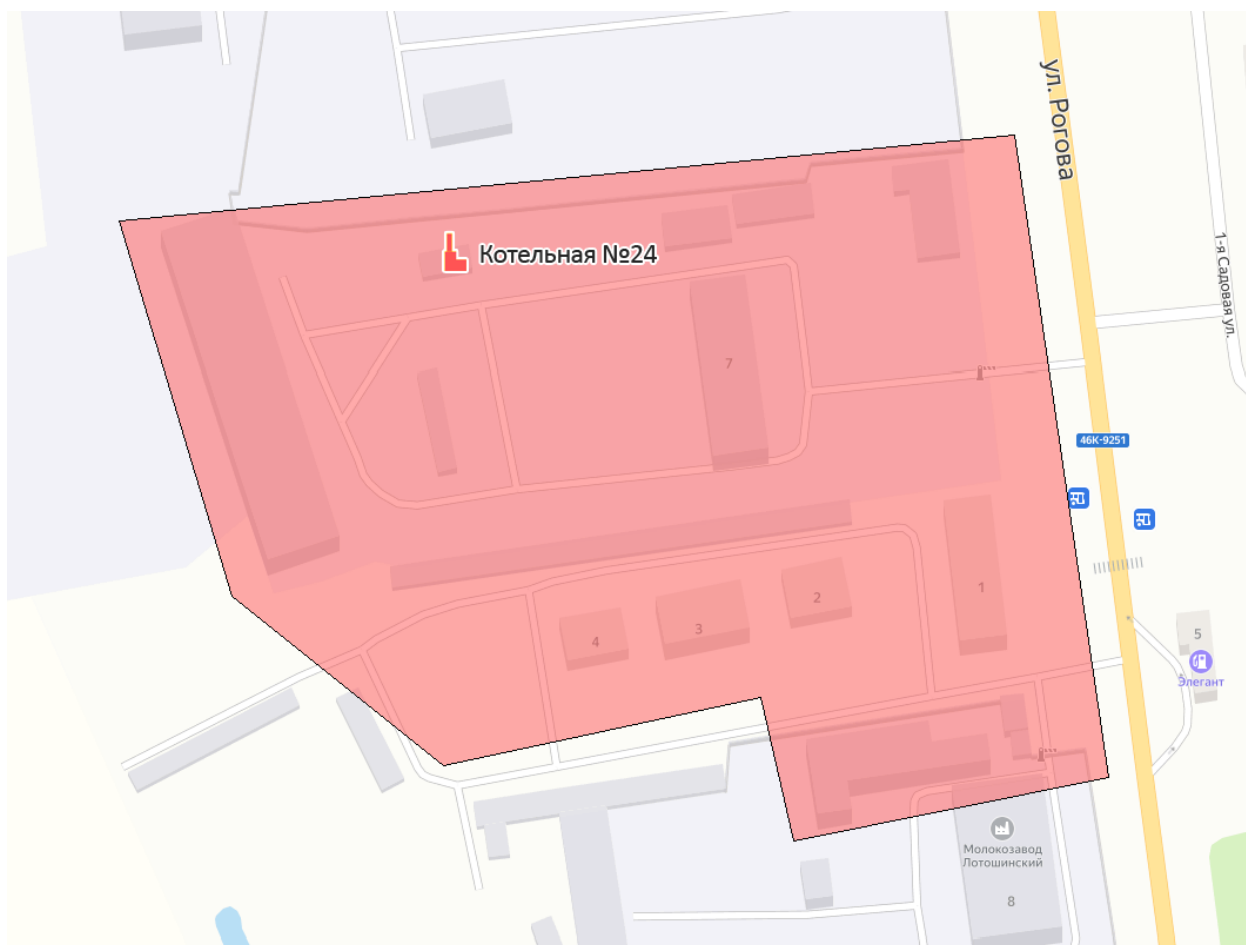 ул. Рогова
1-я Садовая ул.
Котельная №24
7
46К-9251
1
2
3
4
5
Элегант
Молокозавод
Лотошинский
8